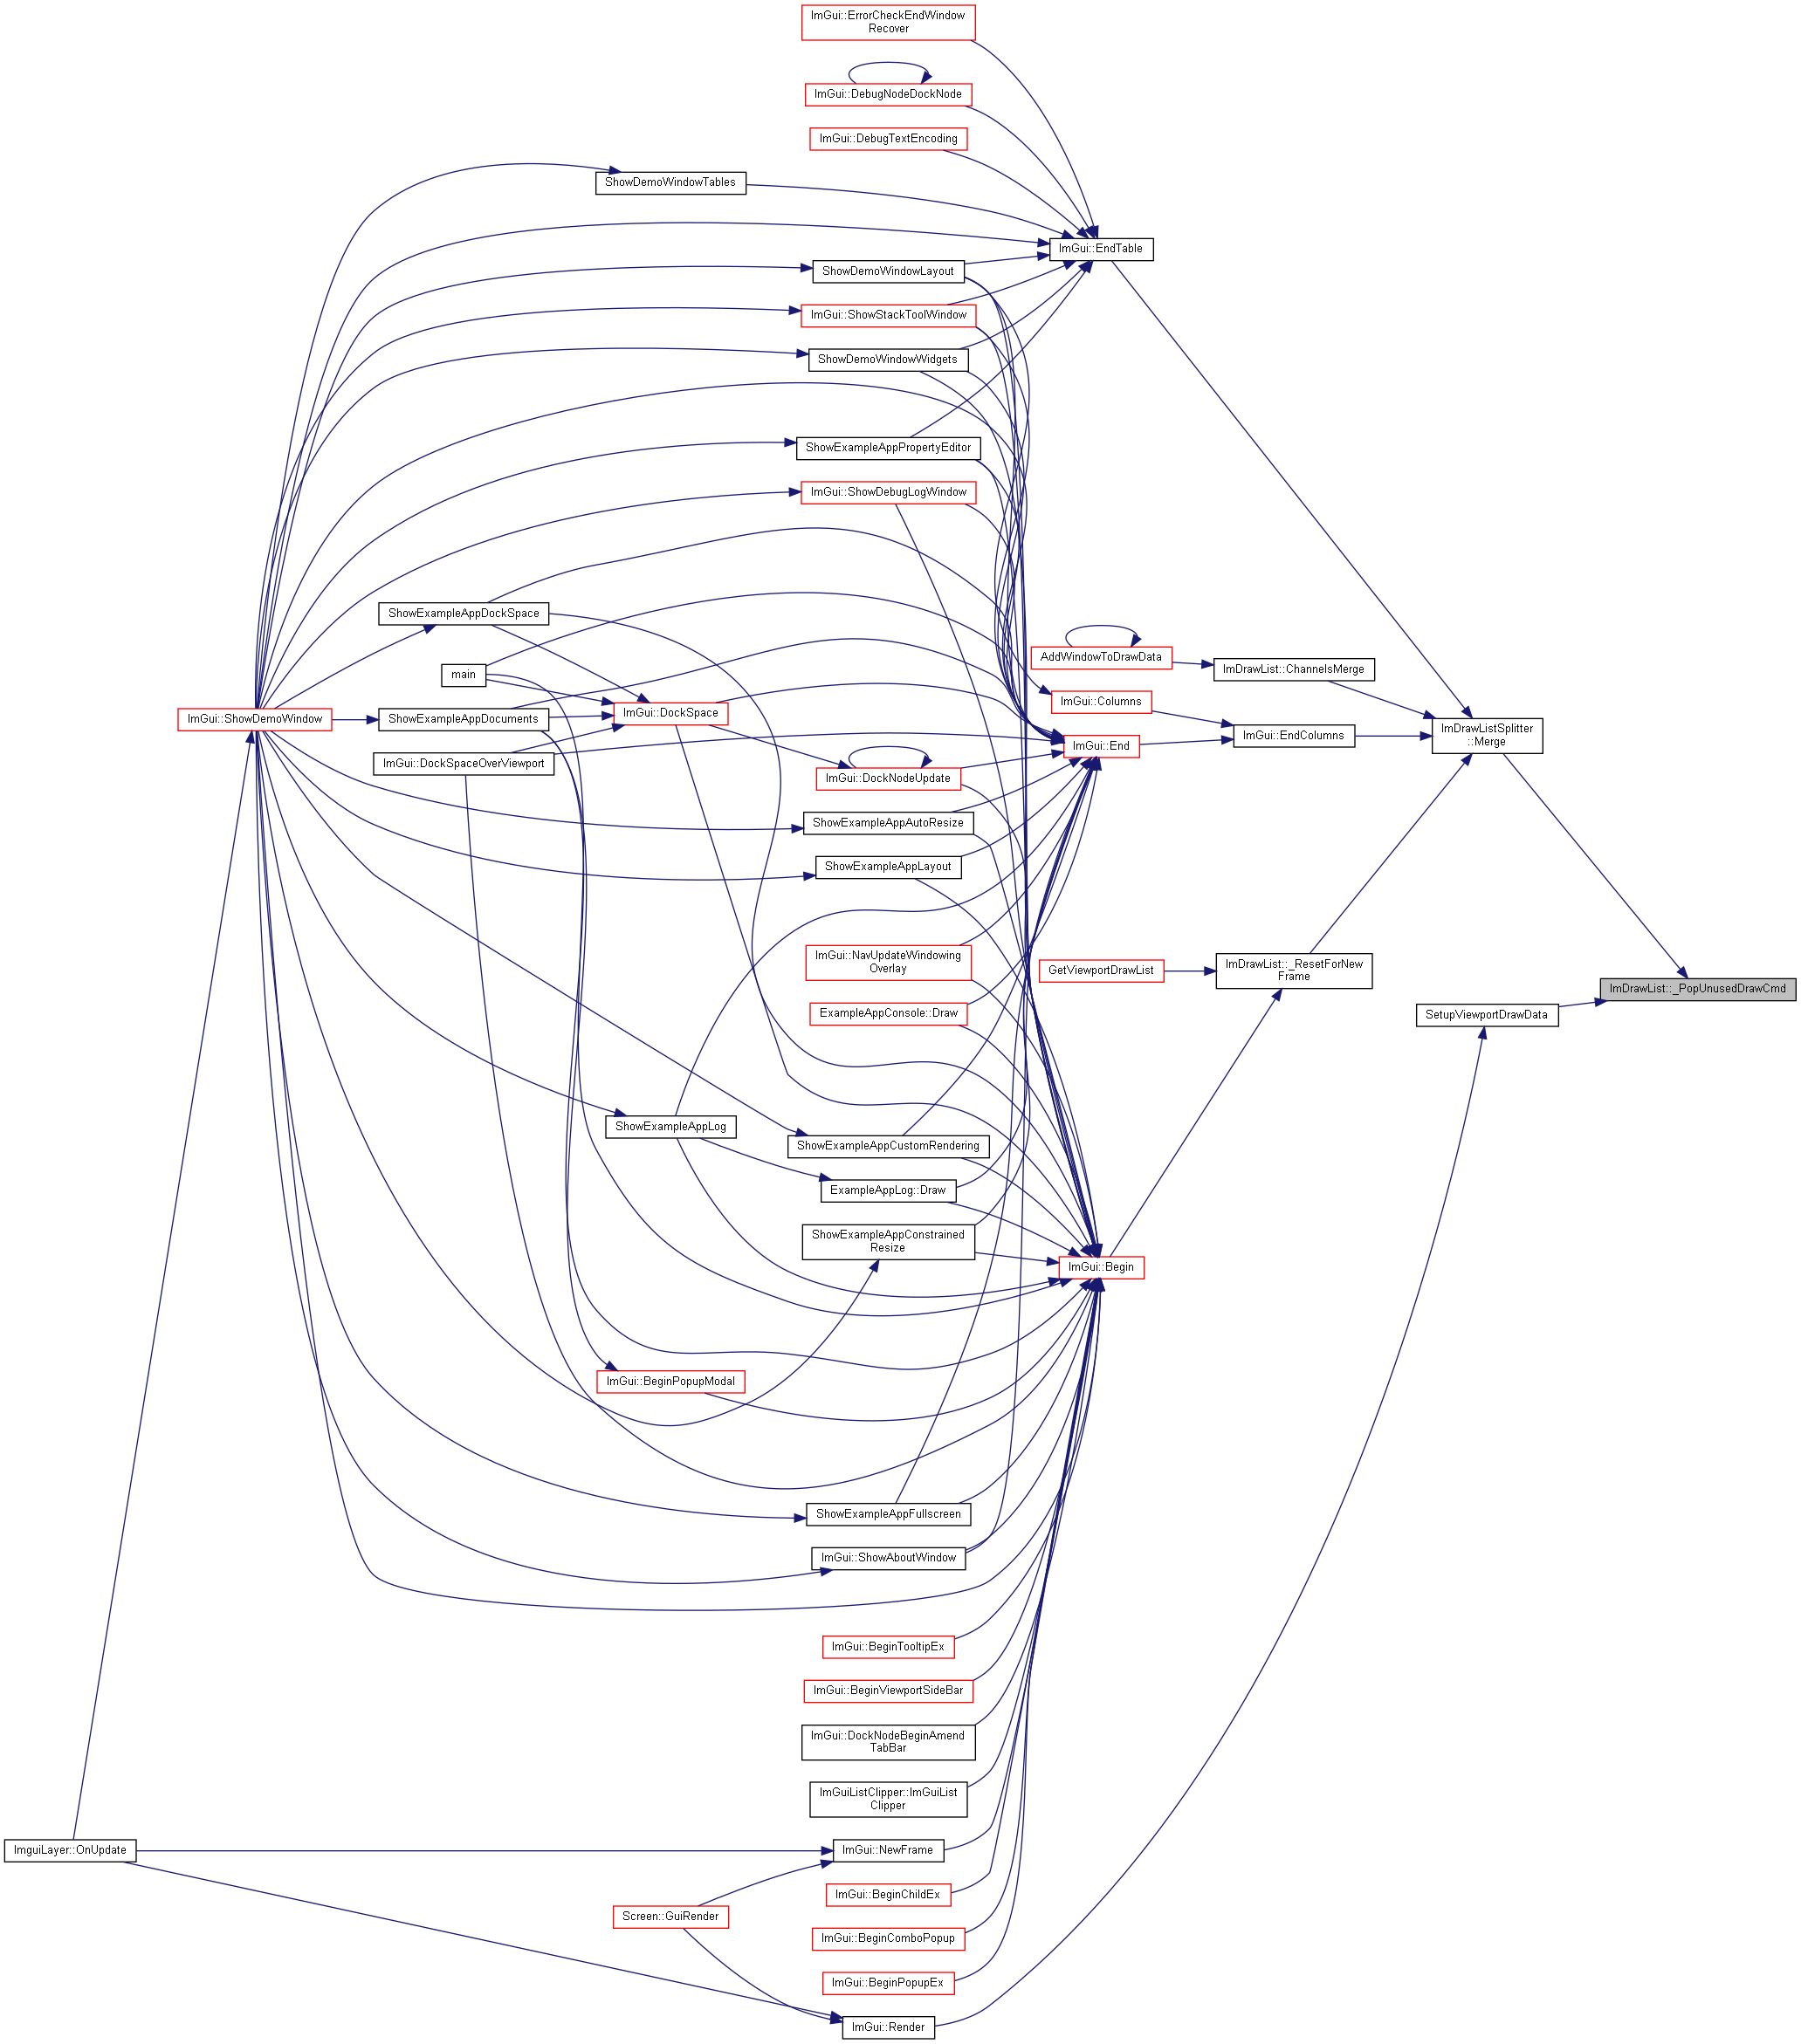 ImGui::ErrorCheckEndWindow
Recover
ImGui::DebugNodeDockNode
ImGui::DebugTextEncoding
ShowDemoWindowTables
ImGui::EndTable
ShowDemoWindowLayout
ImGui::ShowStackToolWindow
ShowDemoWindowWidgets
ShowExampleAppPropertyEditor
ImGui::ShowDebugLogWindow
ShowExampleAppDockSpace
AddWindowToDrawData
ImDrawList::ChannelsMerge
main
ImGui::Columns
ImGui::ShowDemoWindow
ShowExampleAppDocuments
ImGui::DockSpace
ImGui::End
ImGui::EndColumns
ImDrawListSplitter
::Merge
ImGui::DockSpaceOverViewport
ImGui::DockNodeUpdate
ShowExampleAppAutoResize
ShowExampleAppLayout
ImGui::NavUpdateWindowing
Overlay
GetViewportDrawList
ImDrawList::_ResetForNew
Frame
ImDrawList::_PopUnusedDrawCmd
ExampleAppConsole::Draw
SetupViewportDrawData
ShowExampleAppLog
ShowExampleAppCustomRendering
ExampleAppLog::Draw
ShowExampleAppConstrained
Resize
ImGui::Begin
ImGui::BeginPopupModal
ShowExampleAppFullscreen
ImGui::ShowAboutWindow
ImGui::BeginTooltipEx
ImGui::BeginViewportSideBar
ImGui::DockNodeBeginAmend
TabBar
ImGuiListClipper::ImGuiList
Clipper
ImguiLayer::OnUpdate
ImGui::NewFrame
ImGui::BeginChildEx
Screen::GuiRender
ImGui::BeginComboPopup
ImGui::BeginPopupEx
ImGui::Render